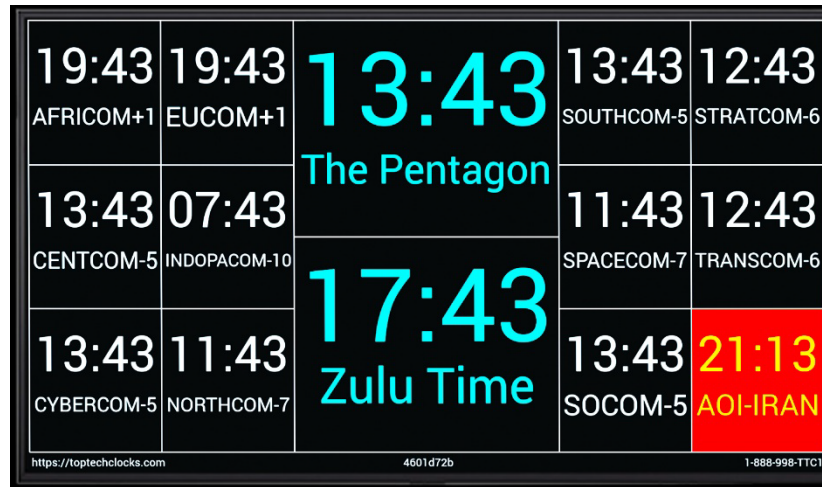 19:43 19:43 13:43 13:43 12:43
AFRICOM+1 EUCOM+1 The Pentagon SOUTHCOM-5 STRATCOM-6
13:43 07:43 11:43 12:43
CENTCOM-5 INDOPACOM-10 SPACECOM-7 TRANSCOM-6
17:43
Zulu Time
13:43 11:43 13:43 21:13
CYBERCOM-5 NORTHCOM-7 SOCOM-5 AOI-IRAN
https://toptechclocks.com 4601d72b 1-888-998-TTC1